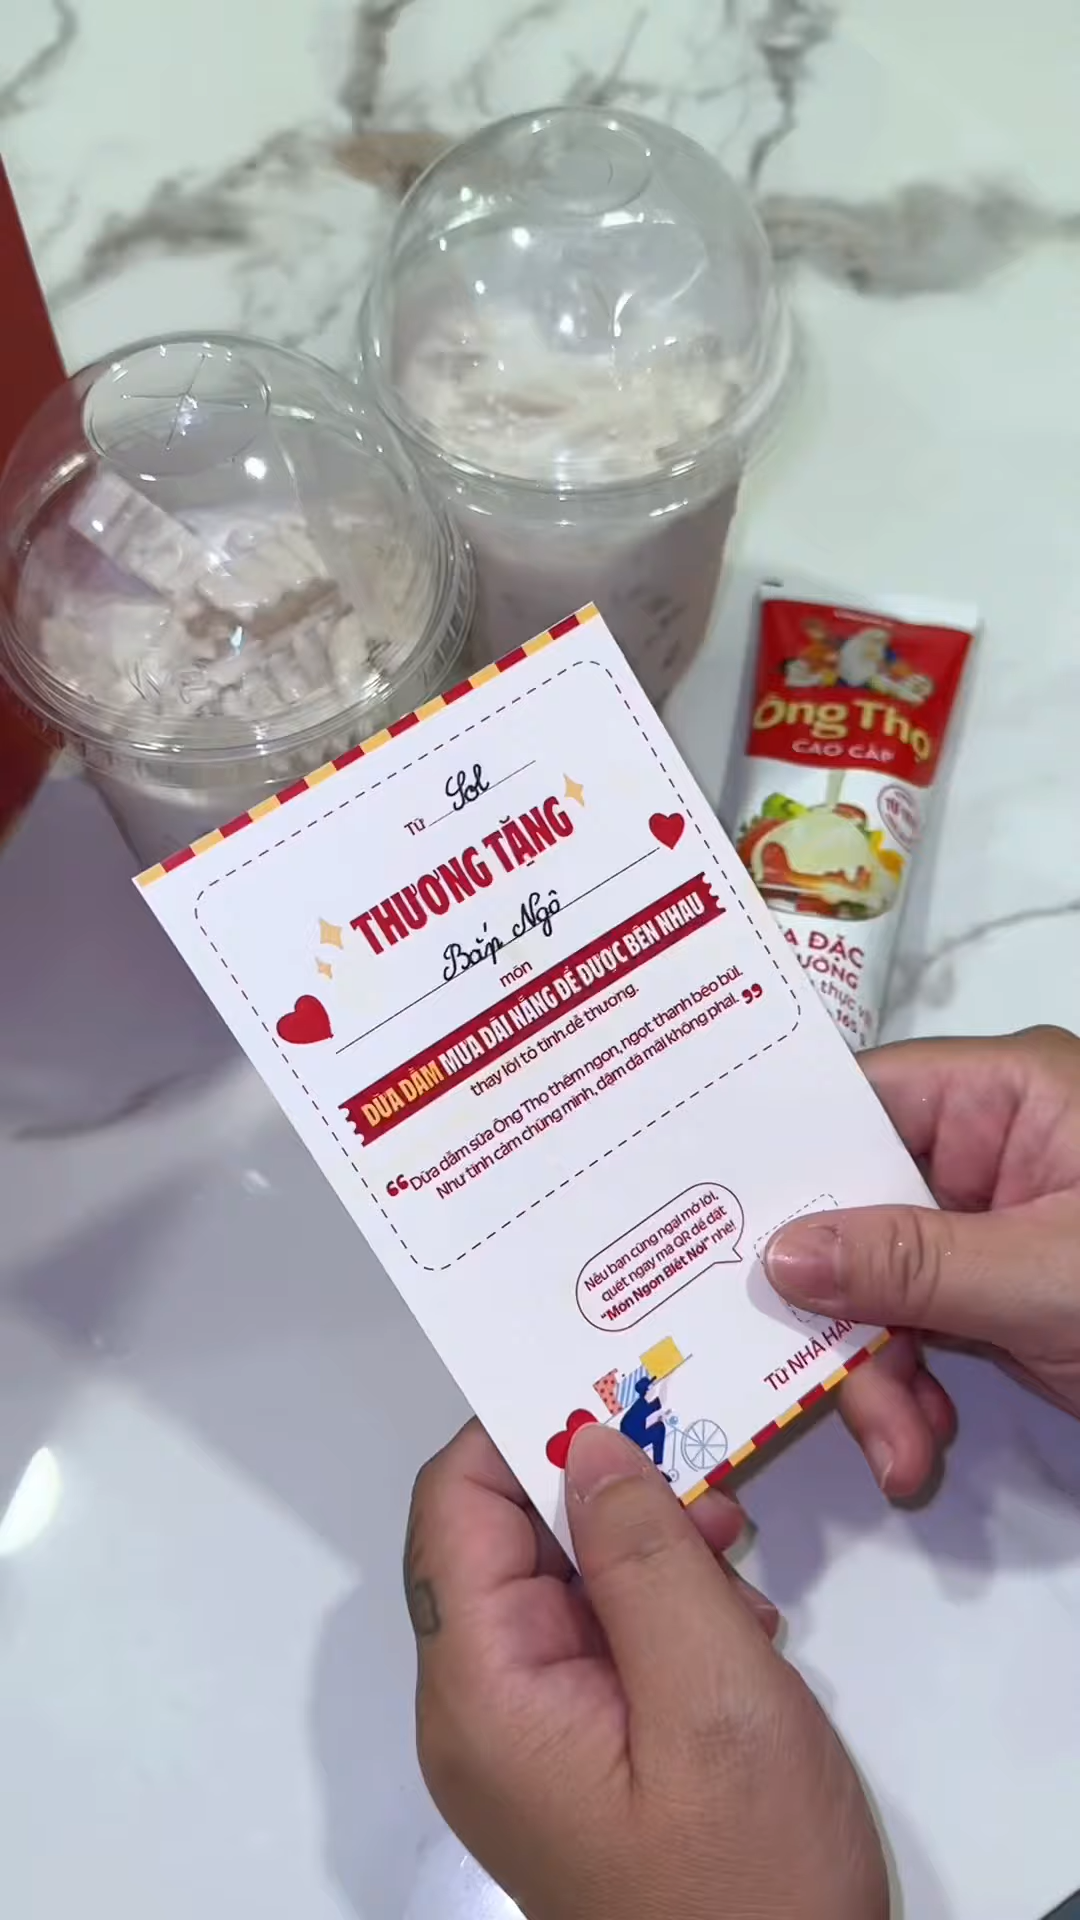 Từ Sol
THƯƠNG TẶNG
Bắp Ngô
món
DỪA DẦM MƯA DÃI NẮNG ĐỂ ĐƯỢC BÊN NHAU
thay lời tỏ tình dễ thương.
“Dừa dầm sữa Ông Thọ thơm ngon, ngọt thanh béo bùi.
Như tình cảm chúng mình, đậm đà mãi không phai.”
Nếu bạn cũng ngại mở lời,
quét ngay mã QR để đặt
“Món Ngon Biết Nói” nhé!
Từ NHÀ
Ông Thọ
CAO CẤP
ĐẶC